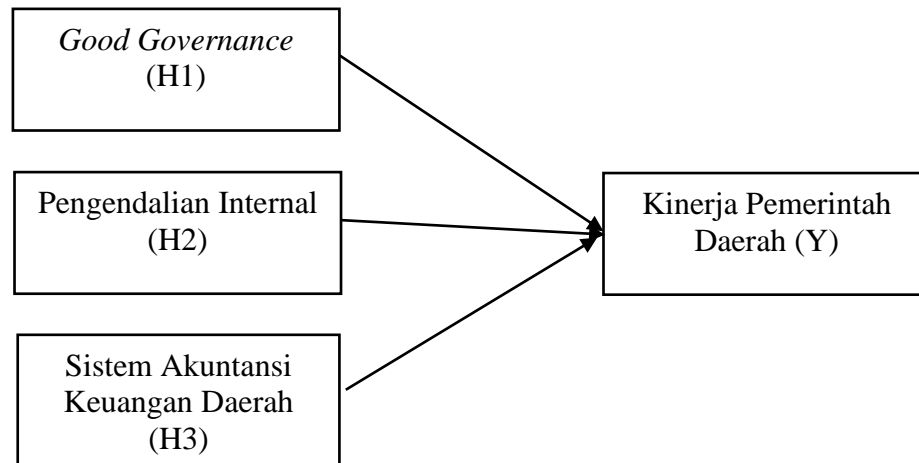 Good Governance
(H1)
Pengendalian Internal
(H2)
Kinerja Pemerintah
Daerah (Y)
Sistem Akuntansi
Keuangan Daerah
(H3)